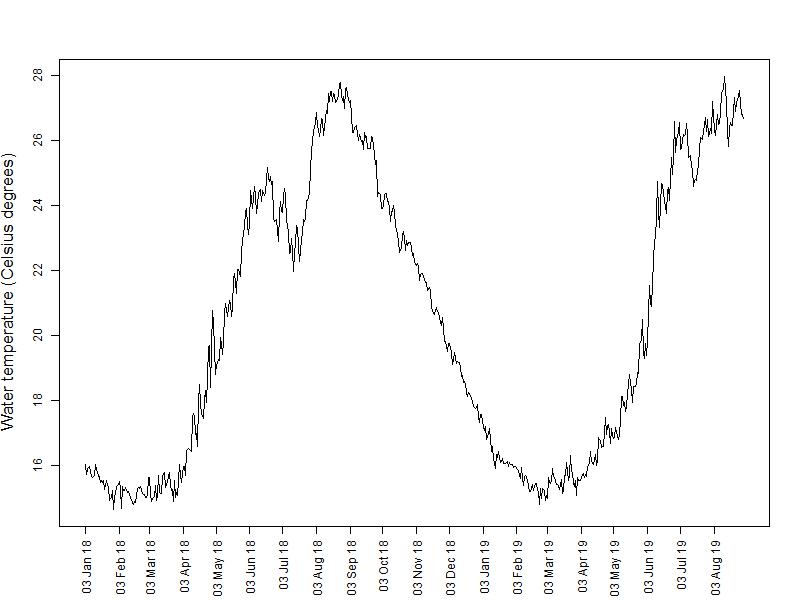 Water temperature (Celsius degrees)
28
26
24
22
20
18
16
03 Jan 18
03 Feb 18
03 Mar 18
03 Apr 18
03 May 18
03 Jun 18
03 Jul 18
03 Aug 18
03 Sep 18
03 Oct 18
03 Nov 18
03 Dec 18
03 Jan 19
03 Feb 19
03 Mar 19
03 Apr 19
03 May 19
03 Jun 19
03 Jul 19
03 Aug 19